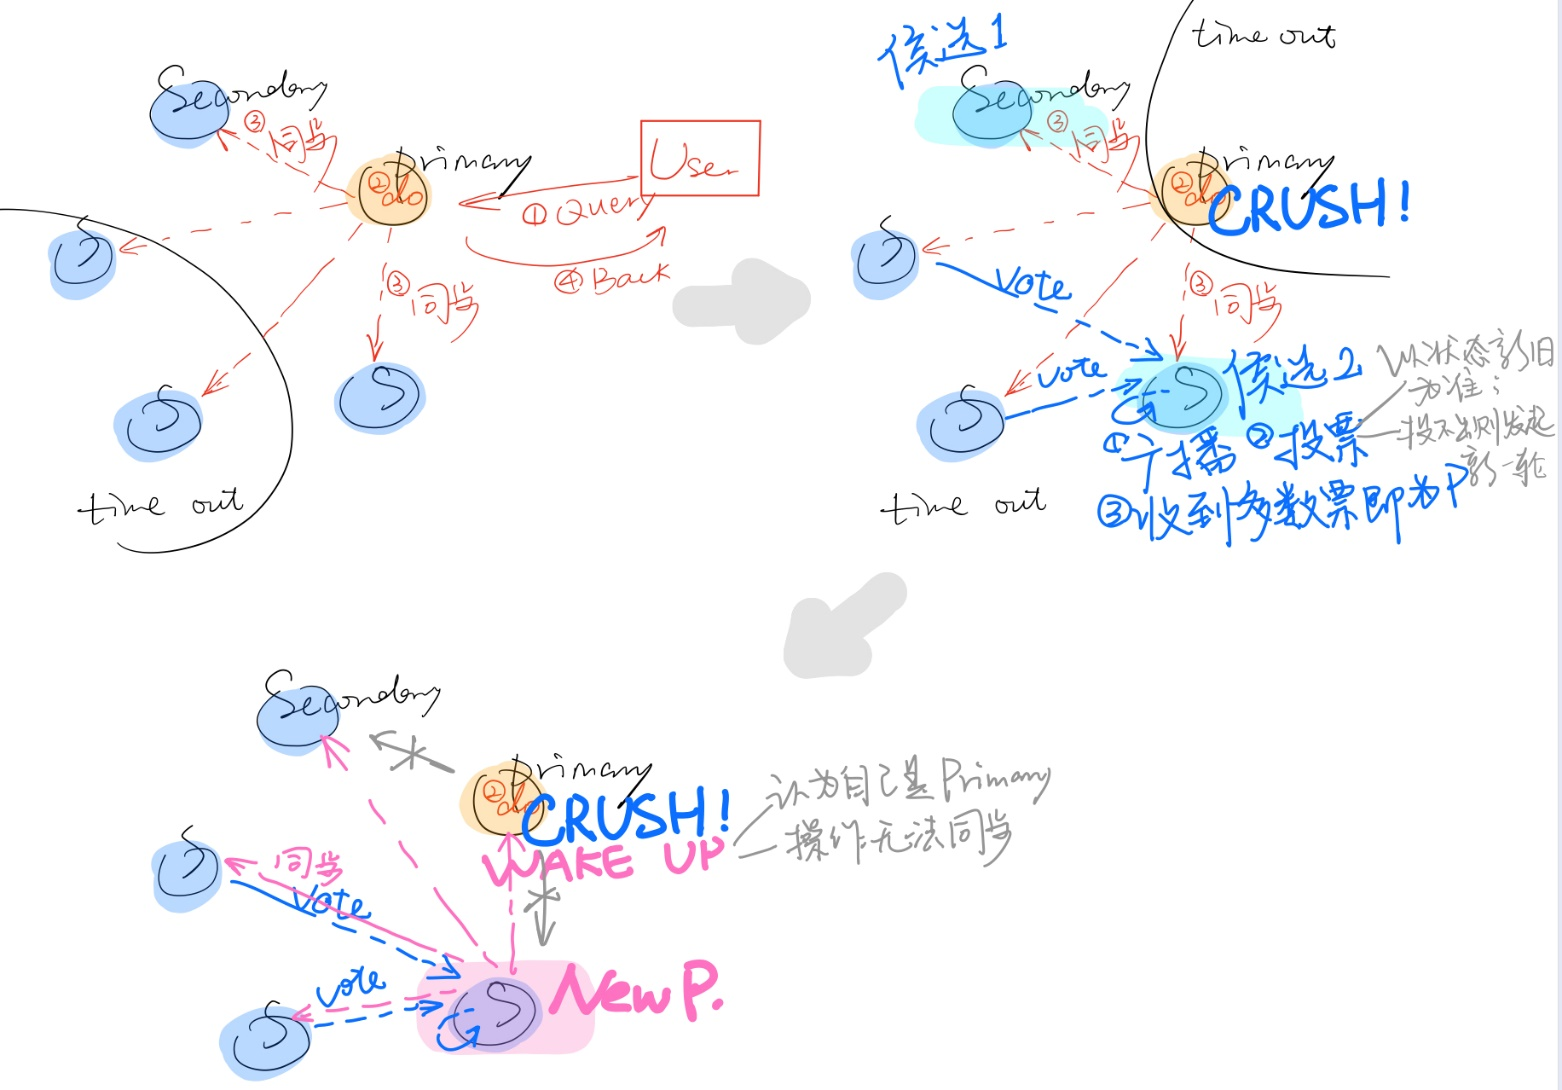 Secondary
③
同步
Primary
②do
User
①Query
④Back
S
③
同步
S
S
time out
候选1
time out
Secondary
③
同步
Primary
②do
CRUSH!
S
Vote
③
同步
S
vote
S
候选2
以状态新旧
为准;
①广播 ②投票
投不出则发起
新一轮
③收到多数票即为P
time out
Secondary
Primary
②do
CRUSH!
WAKE UP
认为自己是Primary
操作无法同步
S
同步
Vote
vote
S
S
New P.